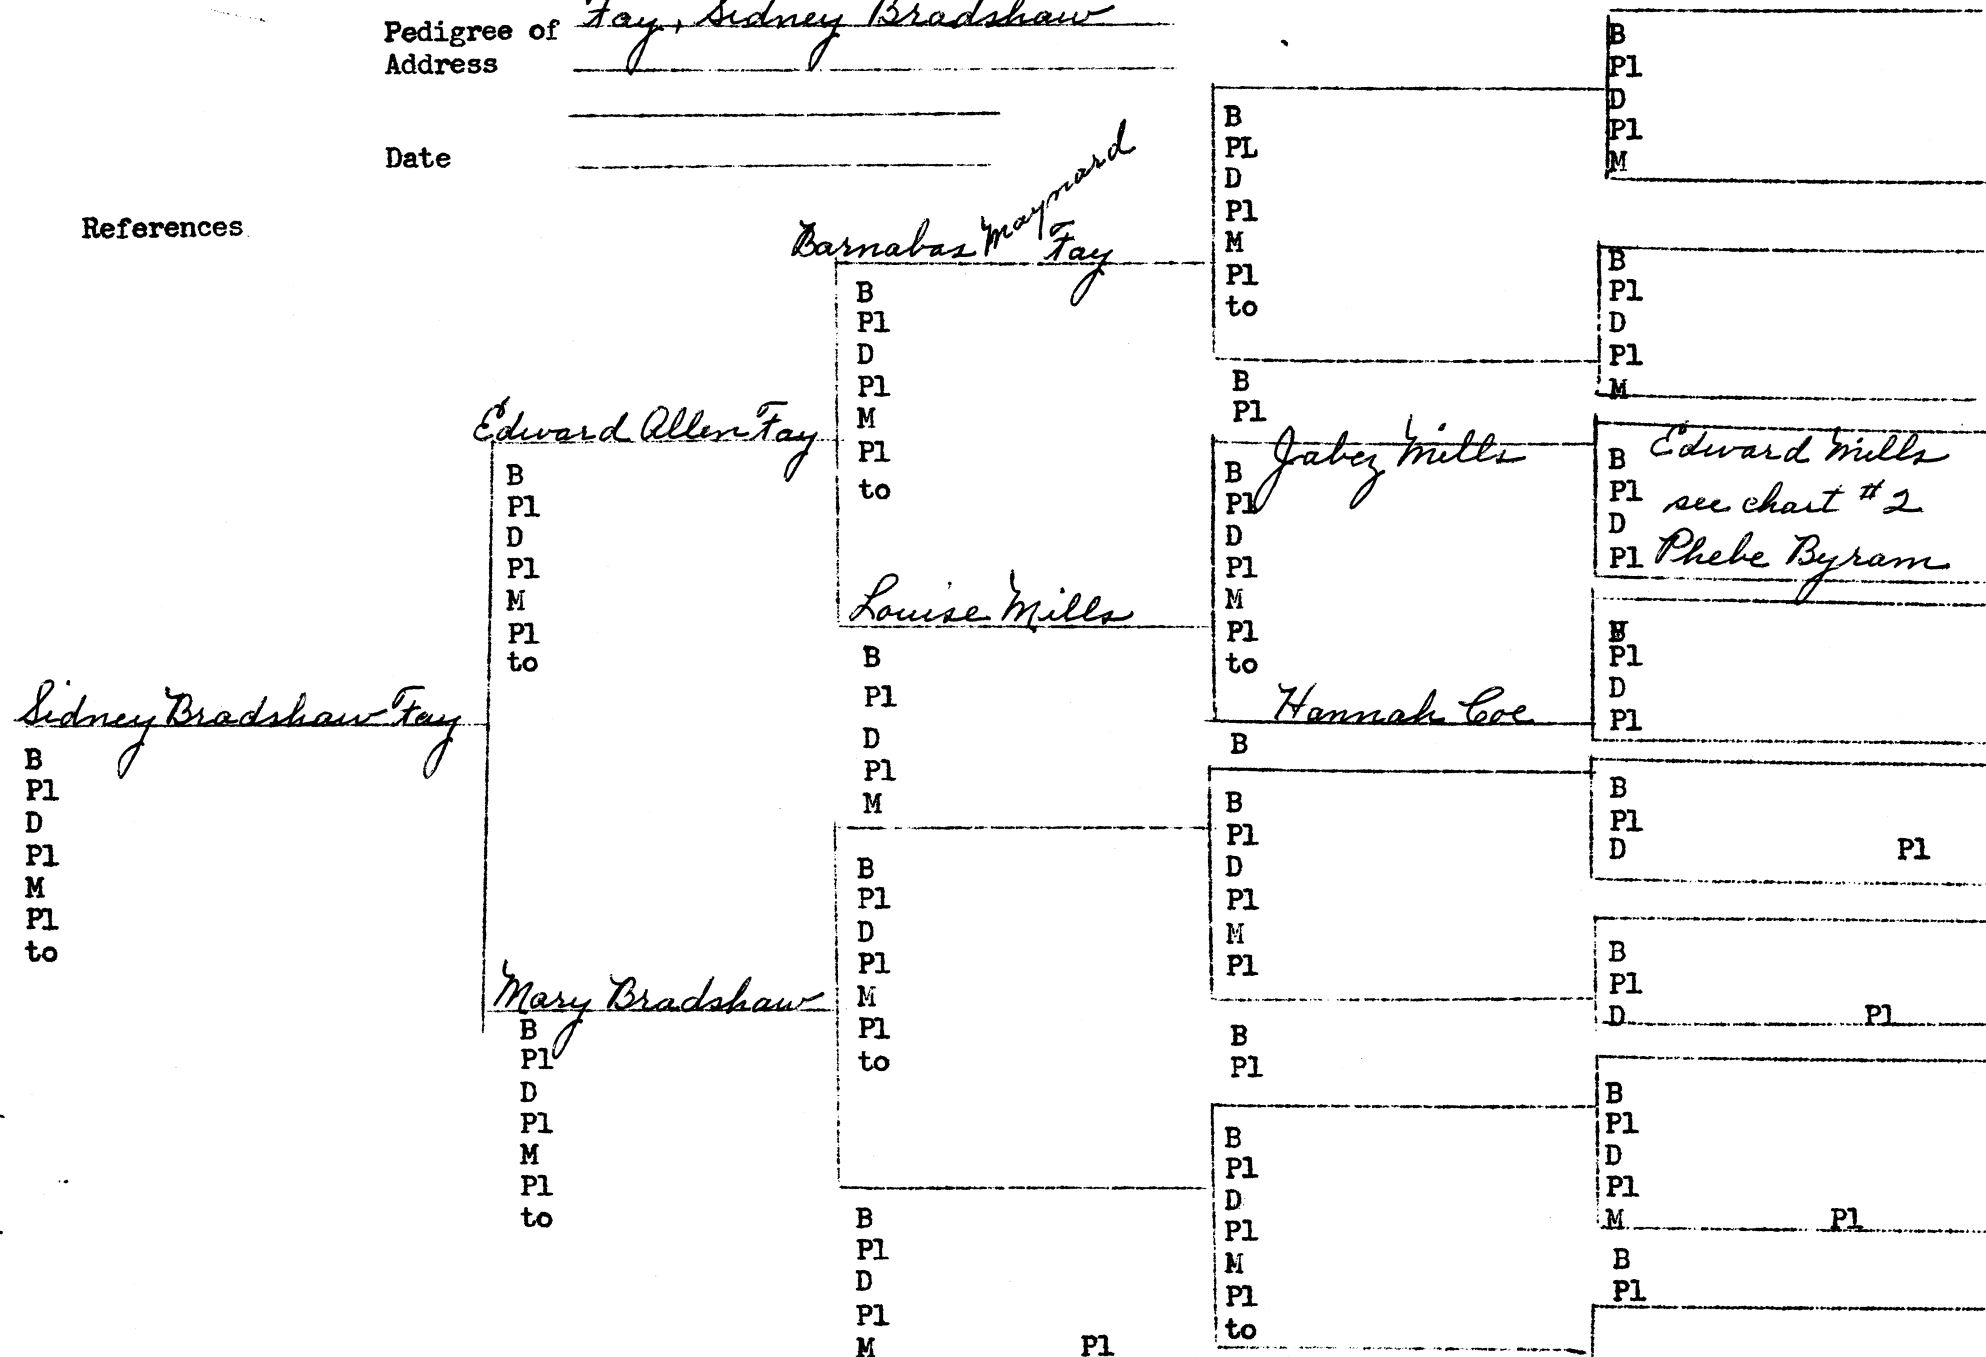 Pedigree of Fay, Sidney Bradshaw
Address
Date
References
Sidney Bradshaw Fay
B
Pl
D
Pl
M
Pl
to
Edward Allen Fay
B
Pl
D
Pl
M
Pl
to
Mary Bradshaw
B
Pl
D
Pl
M
Pl
to
Barnabas Maynard Fay
B
Pl
D
Pl
M
Pl
to
Louise Mills
B
Pl
D
Pl
M
B
Pl
D
Pl
M
Pl
to
B
Pl
D
Pl
M Pl
B
PL
D
Pl
M
Pl
to
B
Pl
Jabez Mills
B
Pl
D
Pl
M
Pl
to
Hannah Coe
B
B
Pl
D
Pl
M
Pl
B
Pl
B
Pl
D
Pl
M
Pl
to
B
Pl
D
Pl
M
B
Pl
D
Pl
M
B Edward Mills
Pl see chart #2
D
Pl Phebe Byram
B
Pl
D
Pl
B
Pl
D Pl
B
Pl
D Pl
B
Pl
D
Pl
M Pl
B
Pl